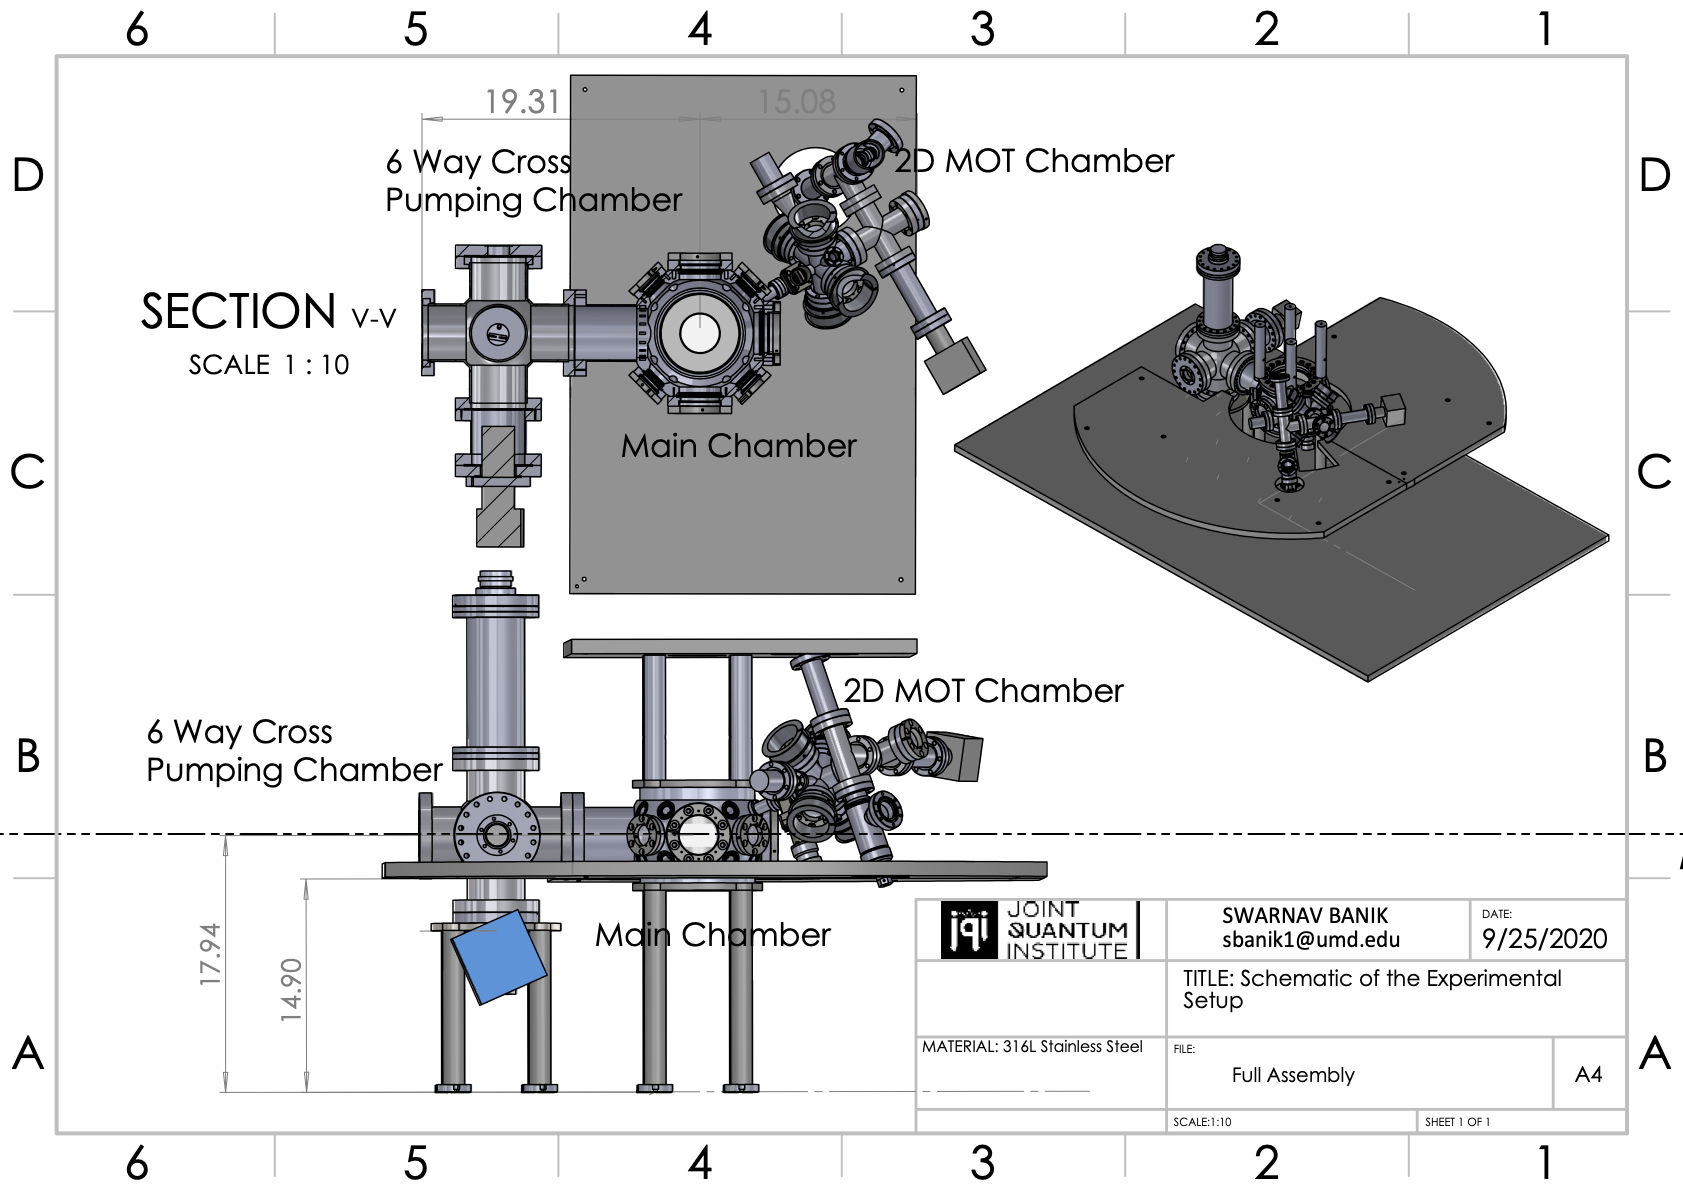 6 5 4 3 2 1
19.31 15.08
6 Way Cross
Pumping Chamber
2D MOT Chamber
D D
SECTION V-V
SCALE 1 : 10
Main Chamber
C C
2D MOT Chamber
6 Way Cross
Pumping Chamber
B B
17.94
14.90
Main Chamber
jqi JOINT
QUANTUM
INSTITUTE
SWARNAV BANIK
sbanik1@umd.edu
DATE:
9/25/2020
TITLE: Schematic of the Experimental
Setup
MATERIAL: 316L Stainless Steel
FILE:
Full Assembly
A4
A A
SCALE:1:10
SHEET 1 OF 1
6 5 4 3 2 1